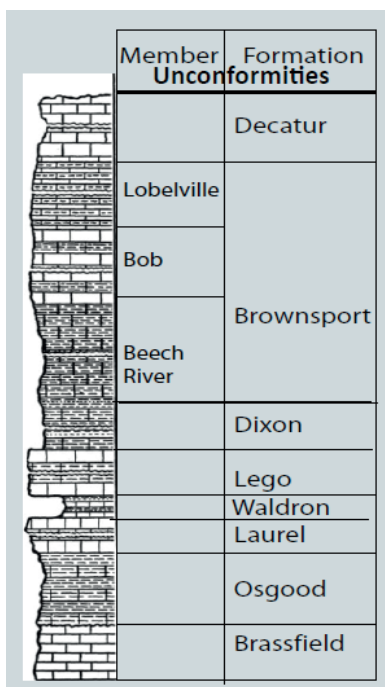 Member Formation
Unconformities
Decatur
Lobelville
Bob
Brownsport
Beech
River
Dixon
Lego
Waldron
Laurel
Osgood
Brassfield